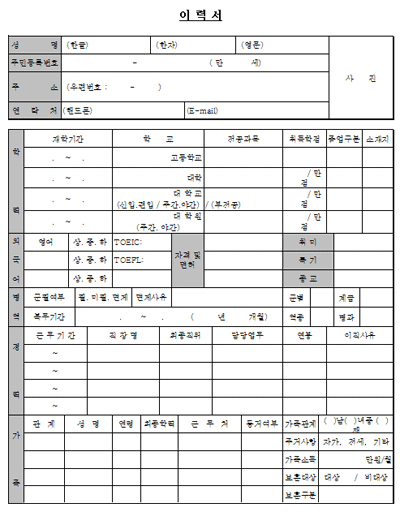 이 력 서
성 명 (한글) (한자) (영문) 사 진
주민등록번호 - ( 만 세)
주 소 (우편번호 : - )
연 락 처 (핸드폰) (E-mail)
학 력 재학기간 학 교 전공과목 취득학점 졸업구분 소재지
. ~ . 고등학교
. ~ . 대학 / 만 점
. ~ . 대 학 교 / 만 점
(신입.편입 / 주간.야간) / (부전공)
. ~ . 대 학 원 / 만 점
(주간, 야간)
외 국 어 영어 상, 중, 하 TOEIC: 자격 및 면허 취 미
상, 중, 하 TOEFL: 특 기
상, 중, 하 종 교
병 역 군필여부 필, 미필, 면제 면제사유 군별 계급
복무기간 . ~ . ( 년 개월) 역종 병과
경 력 근 무 기 간 직 장 명 최종직위 담당업무 연봉 이직사유
~
~
~
~
가 족 관 계 성 명 연령 최종학력 근 무 처 동거여부 가족관계 ( )남( )녀중 ( )째
주거사항 자가, 전세, 기타
가족소득 만원/월
보훈대상 대상 / 비대상
보훈구분